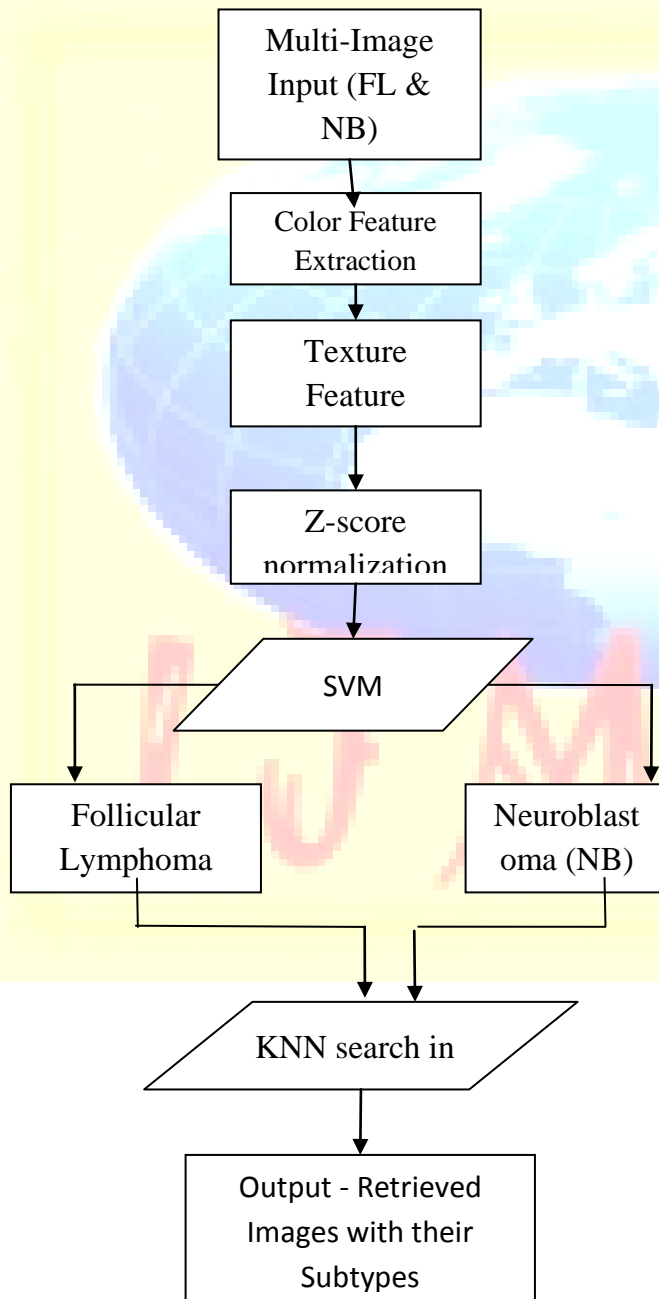 Multi-Image
Input (FL &
NB)
Color Feature
Extraction
Texture
Feature
Z-score
normalization
SVM
Follicular
Lymphoma
Neuroblast
oma (NB)
KNN search in
Output - Retrieved
Images with their
Subtypes